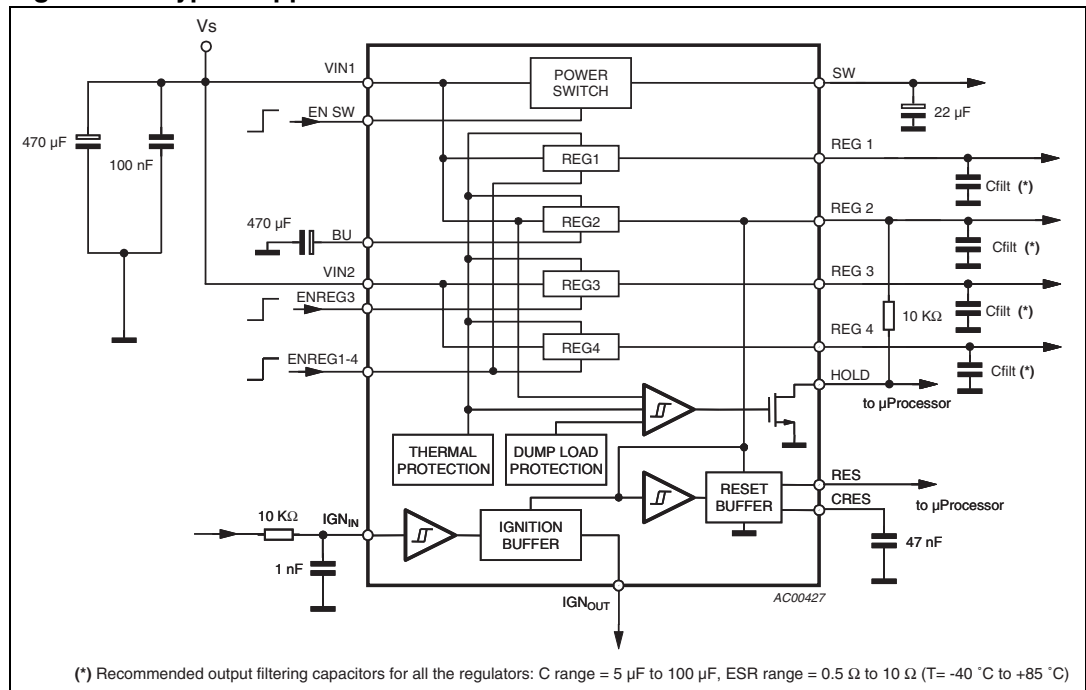 Vs
VIN1
POWER
SWITCH
SW
EN SW
22 µF
470 µF
100 nF
REG 1
REG1
Cfilt (*)
470 µF
BU
REG2
REG 2
Cfilt (*)
VIN2
REG3
REG 3
ENREG3
10 KΩ
Cfilt (*)
REG 4
REG4
ENREG1-4
Cfilt (*)
HOLD
to µProcessor
THERMAL
PROTECTION
DUMP LOAD
PROTECTION
RES
RESET
BUFFER
to µProcessor
CRES
10 KΩ
IGNIN
IGNITION
BUFFER
47 nF
1 nF
IGNOUT
AC00427
(*) Recommended output filtering capacitors for all the regulators: C range = 5 µF to 100 µF, ESR range = 0.5 Ω to 10 Ω (T= -40 ˚C to +85 ˚C)